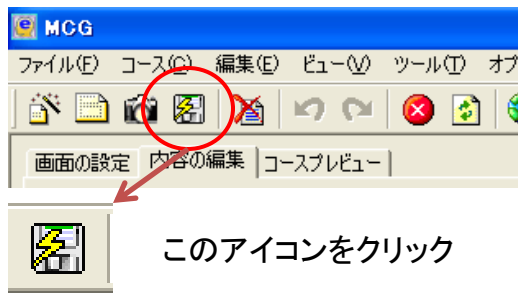 MCG
ファイル(F) コース(C) 編集(E) ビュー(V) ツール(T) オプ
画面の設定 内容の編集 コースプレビュー
このアイコンをクリック